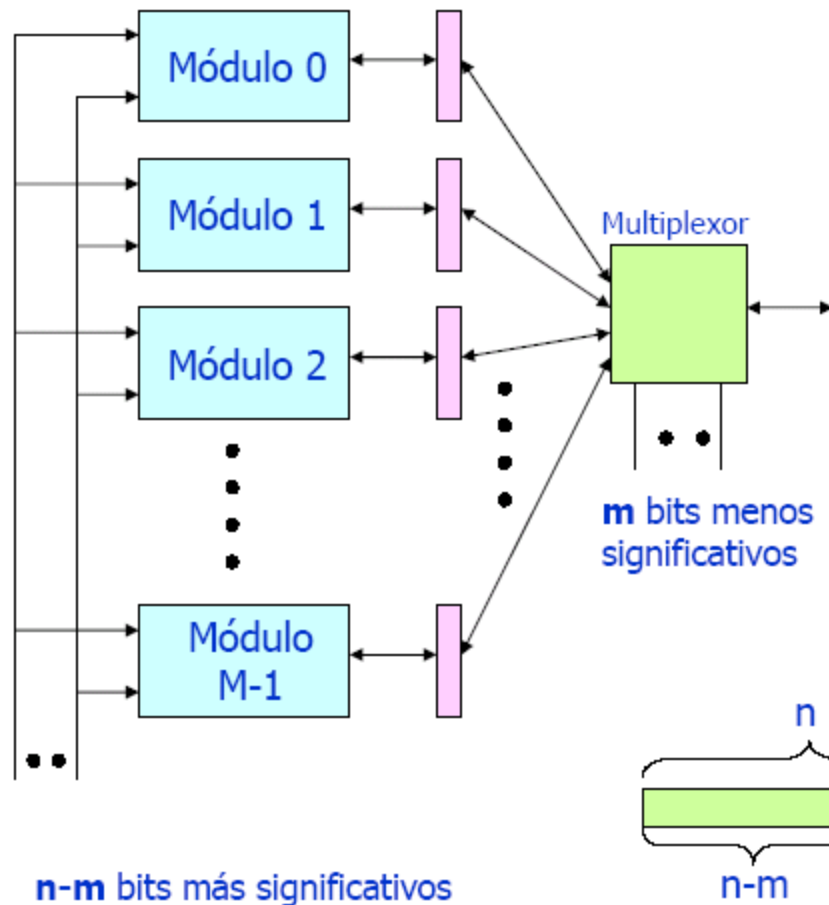 Módulo 0
Módulo 1
Multiplexor
Módulo 2
m bits menos
significativos
Módulo
M-1
n
n-m
n-m bits más significativos